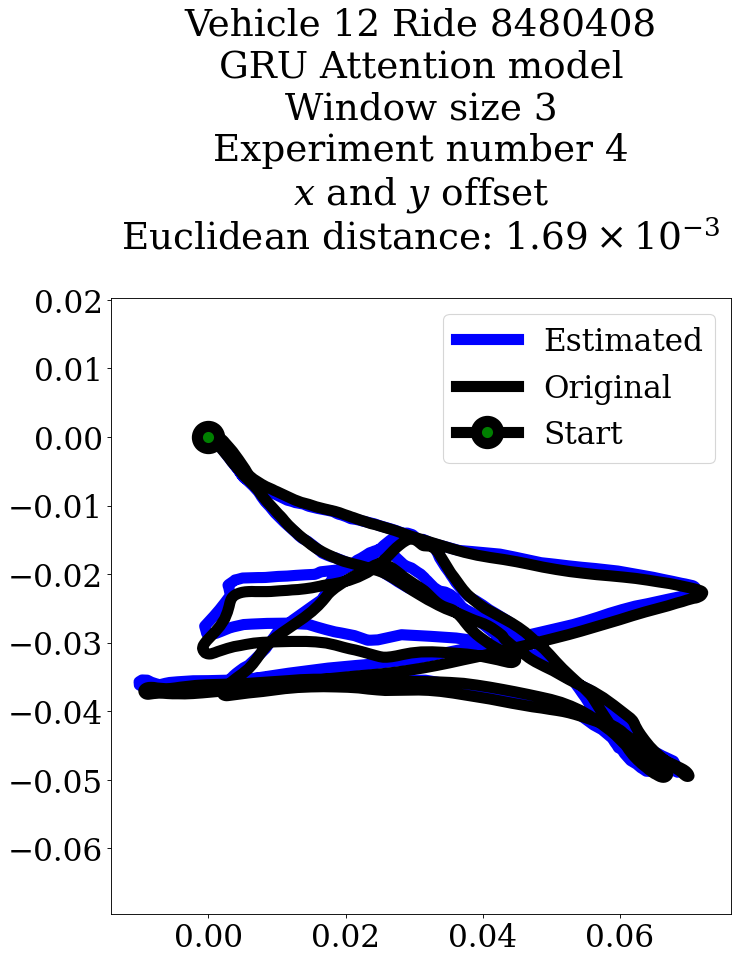 Vehicle 12 Ride 8480408
GRU Attention model
Window size 3
Experiment number 4
x and y offset
Euclidean distance: 1.69 × 10⁻³
0.02
0.01
0.00
−0.01
−0.02
−0.03
−0.04
−0.05
−0.06
Estimated
Original
Start
0.00 0.02 0.04 0.06